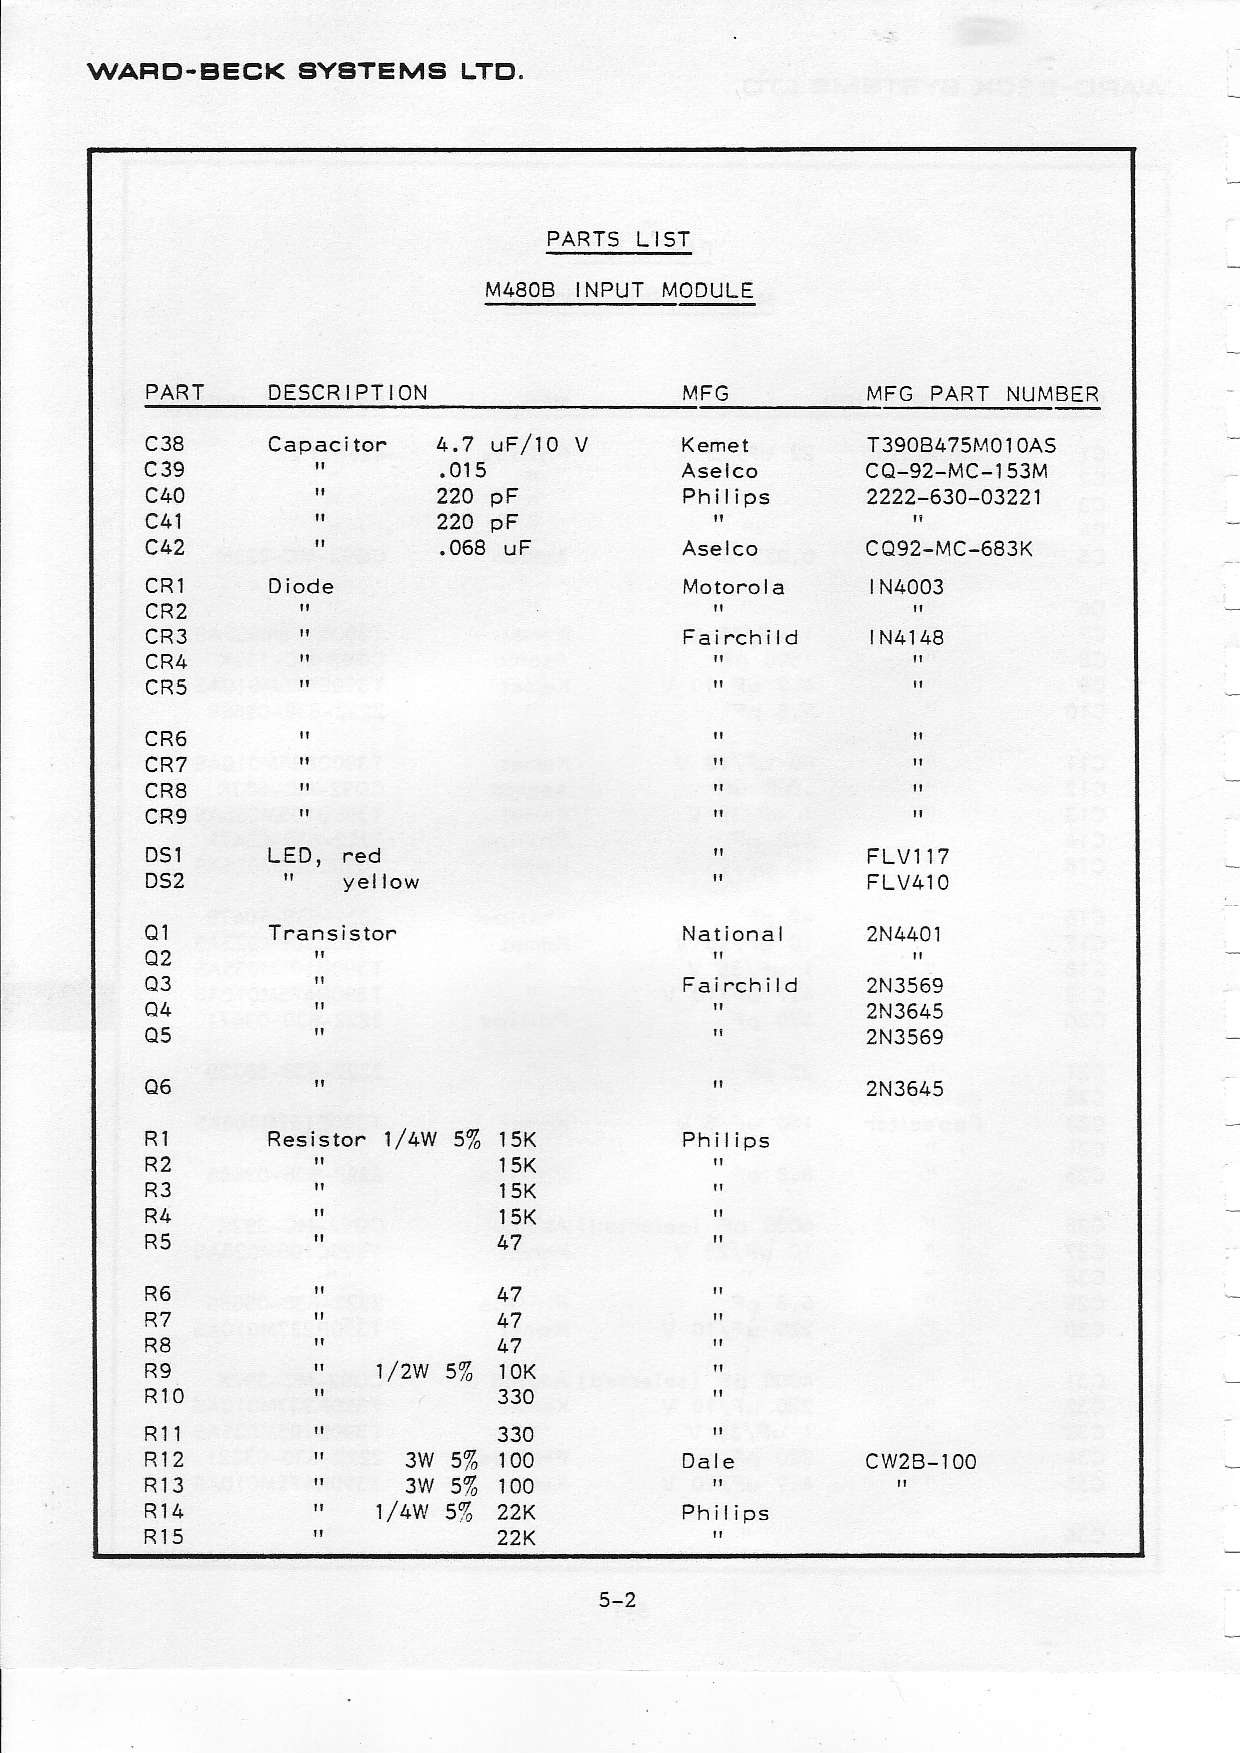 WARD-BECK SYSTEMS LTD.
PARTS LIST
M480B INPUT MODULE
PART DESCRIPTION MFG MFG PART NUMBER
C38 Capacitor 4.7 uF/10 V Kemet T390B475M010AS
C39 " .015 Aselco CQ-92-MC-153M
C40 " 220 pF Philips 2222-630-03221
C41 " 220 pF " "
C42 " .068 uF Aselco CQ92-MC-683K
CR1 Diode Motorola IN4003
CR2 " " "
CR3 " Fairchild IN4148
CR4 " " "
CR5 " " "
CR6 " " "
CR7 " " "
CR8 " " "
CR9 " " "
DS1 LED, red " FLV117
DS2 " yellow " FLV410
Q1 Transistor National 2N4401
Q2 " " "
Q3 " Fairchild 2N3569
Q4 " " 2N3645
Q5 " " 2N3569
Q6 " " 2N3645
R1 Resistor 1/4W 5% 15K Philips
R2 " 15K "
R3 " 15K "
R4 " 15K "
R5 " 47 "
R6 " 47 "
R7 " 47 "
R8 " 47 "
R9 " 1/2W 5% 10K "
R10 " 330 "
R11 " 330 "
R12 " 3W 5% 100 Dale CW2B-100
R13 " 3W 5% 100 " "
R14 " 1/4W 5% 22K Philips
R15 " 22K "
5-2